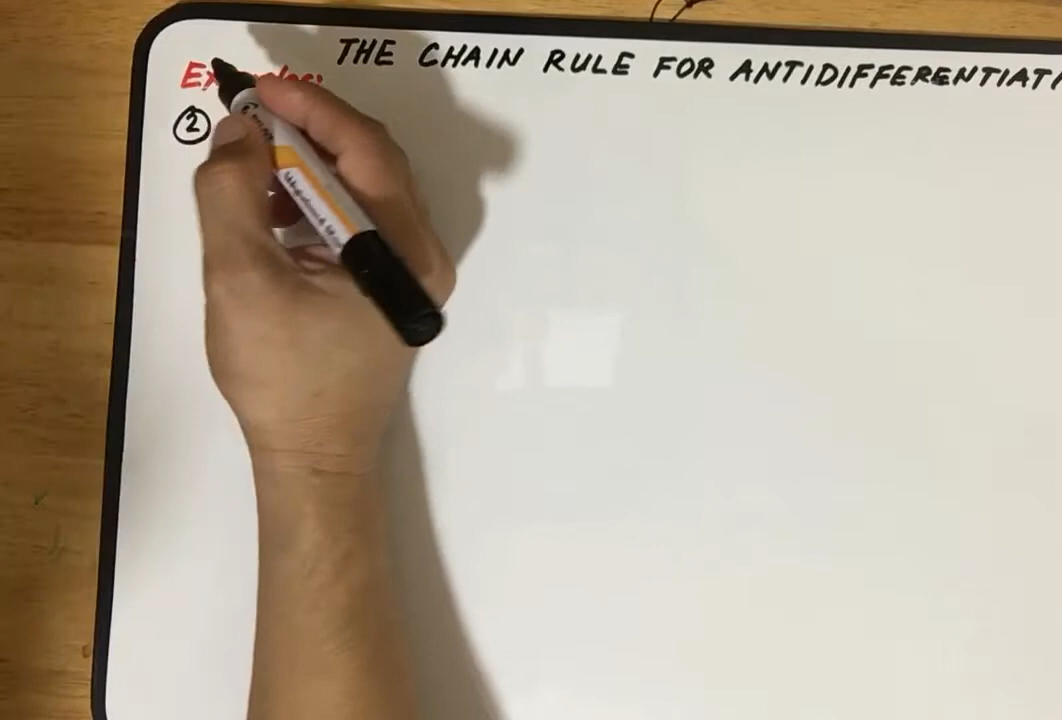 THE CHAIN RULE FOR ANTIDIFFERENTIAT
②